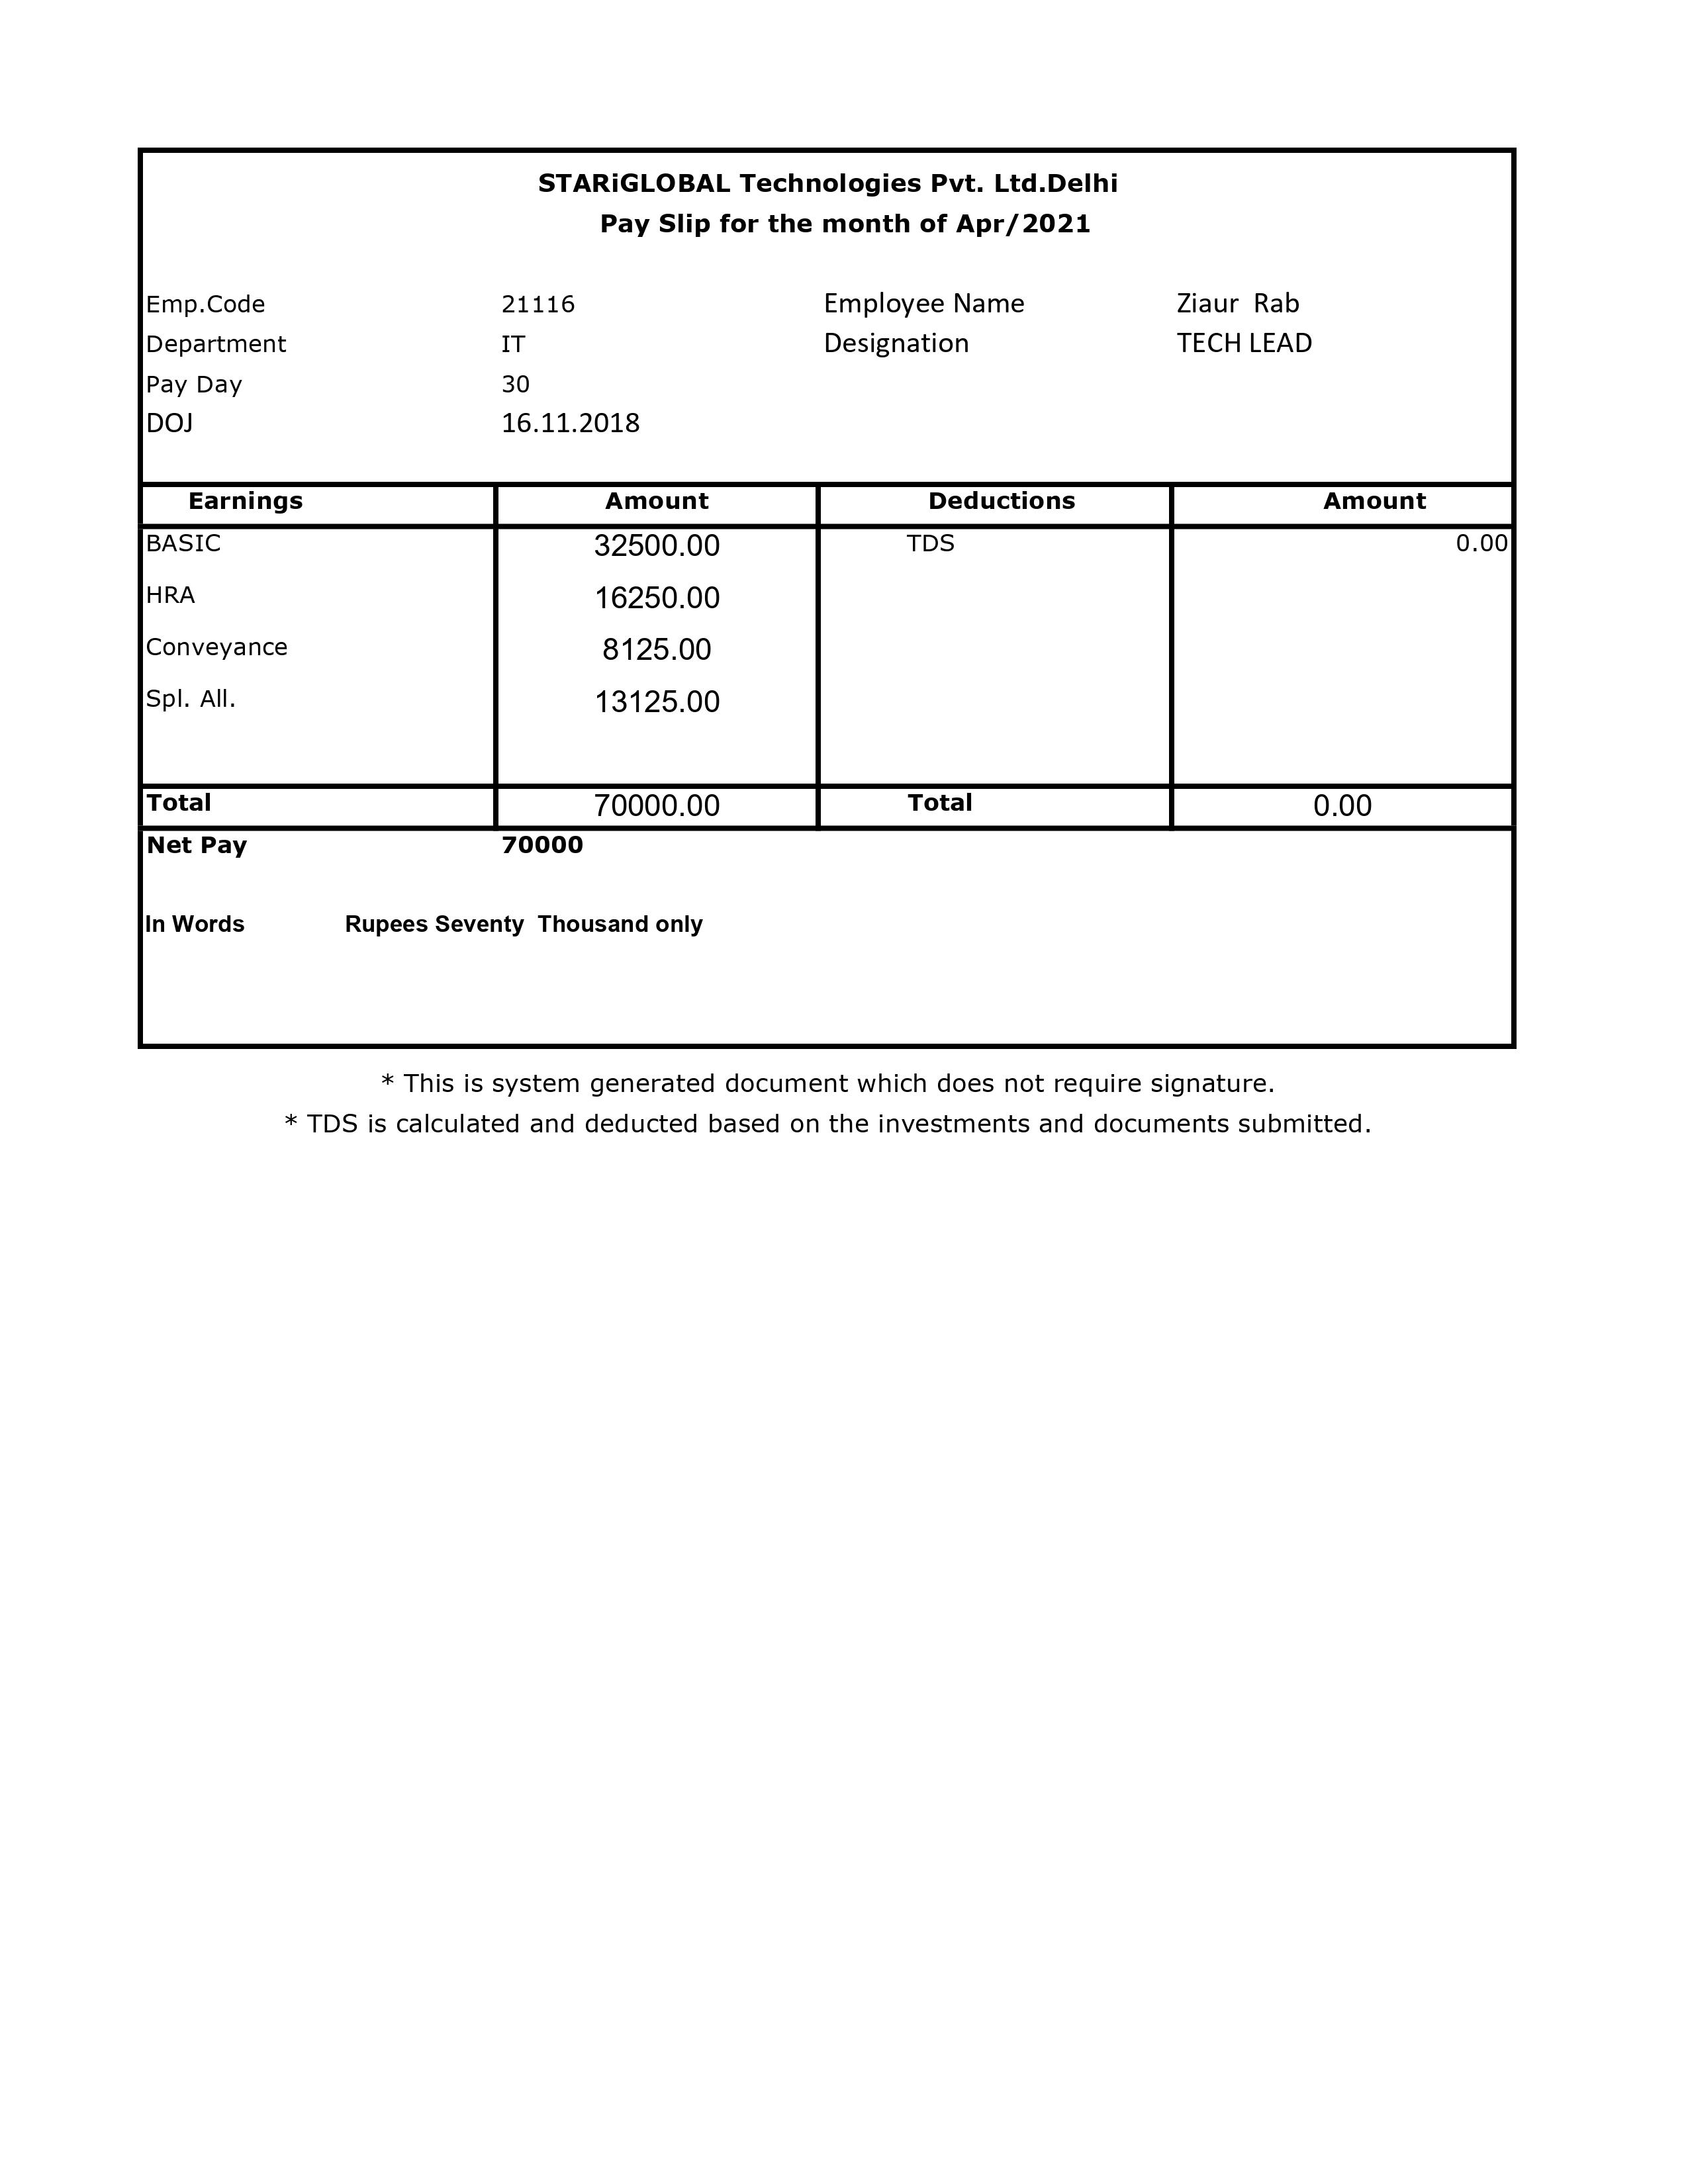 STARiGLOBAL Technologies Pvt. Ltd.Delhi
Pay Slip for the month of Apr/2021
Emp.Code 21116 Employee Name Ziaur Rab
Department IT Designation TECH LEAD
Pay Day 30
DOJ 16.11.2018
Earnings Amount Deductions Amount
BASIC 32500.00 TDS 0.00
HRA 16250.00
Conveyance 8125.00
Spl. All. 13125.00
Total 70000.00 Total 0.00
Net Pay 70000
In Words Rupees Seventy Thousand only
* This is system generated document which does not require signature.
* TDS is calculated and deducted based on the investments and documents submitted.